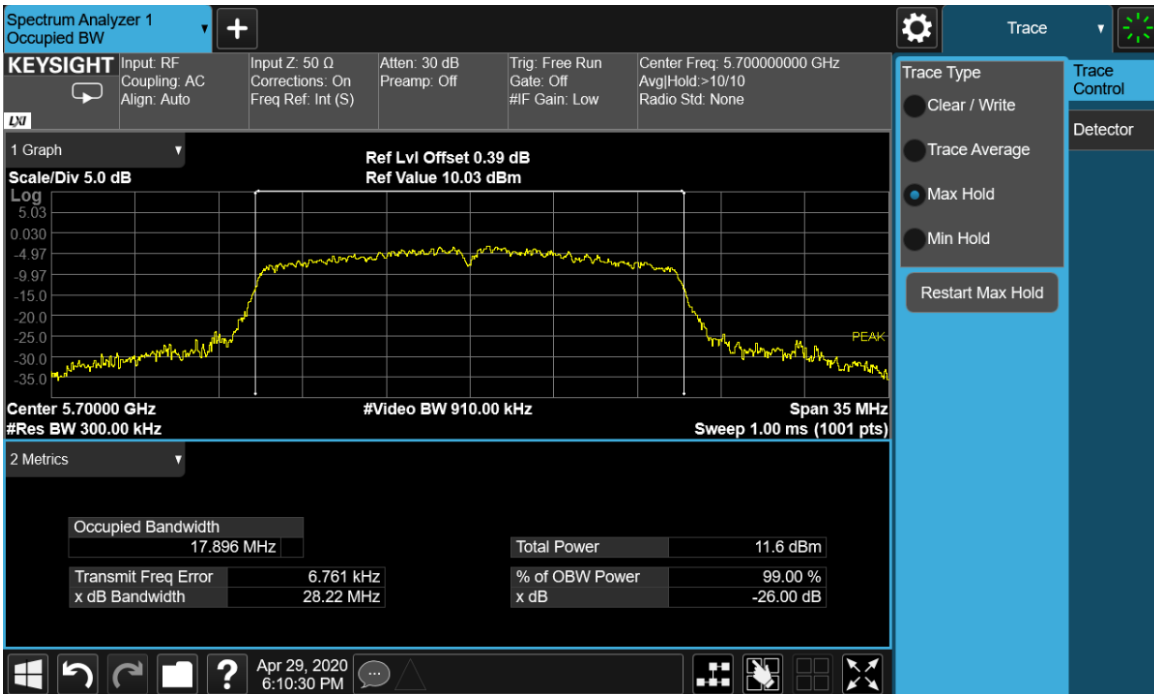 Spectrum Analyzer 1
Occupied BW
+
Trace
KEYSIGHT
LXI
Input: RF
Coupling: AC
Align: Auto
Input Z: 50 Ω
Corrections: On
Freq Ref: Int (S)
Atten: 30 dB
Preamp: Off
Trig: Free Run
Gate: Off
#IF Gain: Low
Center Freq: 5.700000000 GHz
Avg|Hold:>10/10
Radio Std: None
Trace Type
Clear / Write
Trace Average
Max Hold
Min Hold
Restart Max Hold
Trace
Control
Detector
1 Graph
Scale/Div 5.0 dB
Ref Lvl Offset 0.39 dB
Ref Value 10.03 dBm
Log
5.03
0.030
-4.97
-9.97
-15.0
-20.0
-25.0
-30.0
-35.0
PEAK
Center 5.70000 GHz
#Video BW 910.00 kHz
Span 35 MHz
#Res BW 300.00 kHz
Sweep 1.00 ms (1001 pts)
2 Metrics
Occupied Bandwidth
17.896 MHz
Total Power 11.6 dBm
Transmit Freq Error 6.761 kHz
% of OBW Power 99.00 %
x dB Bandwidth 28.22 MHz
x dB -26.00 dB
?
Apr 29, 2020
6:10:30 PM